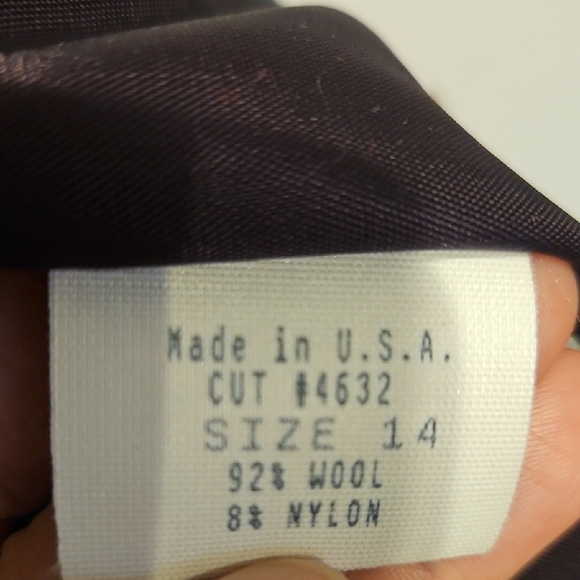 Made in U.S.A.
CUT #4632
SIZE 14
92% WOOL
8% NYLON